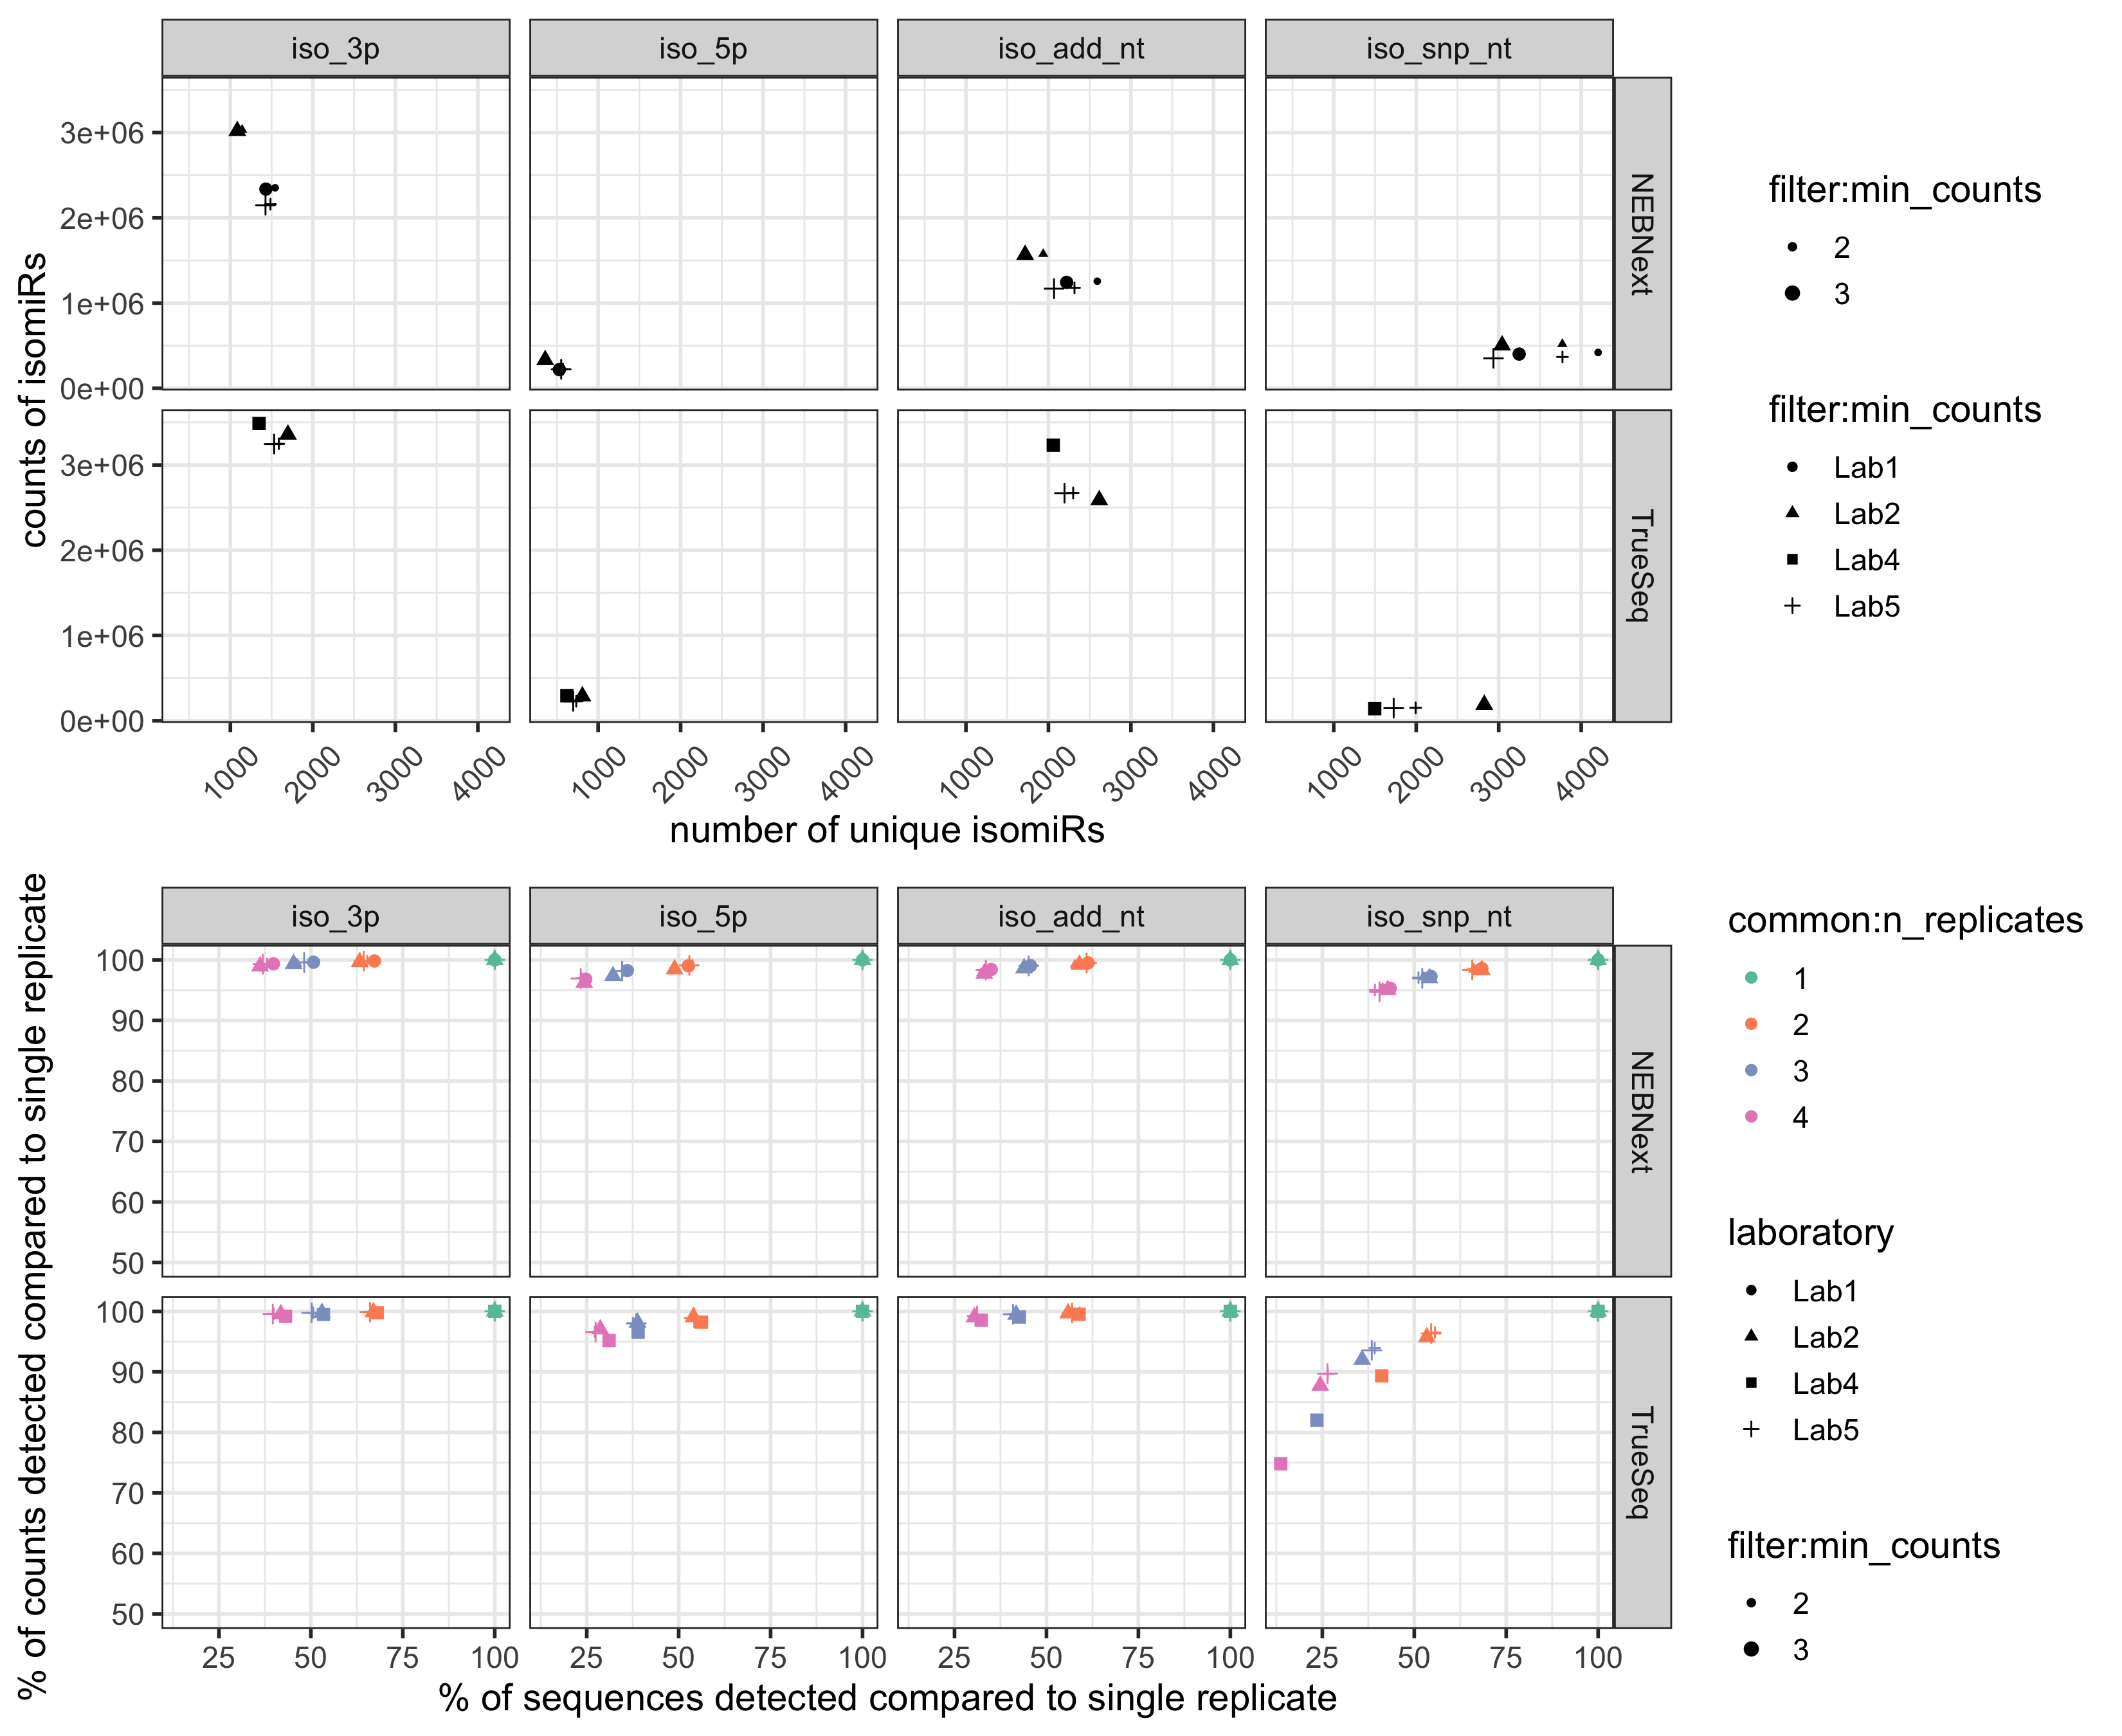 iso_3p iso_5p iso_add_nt iso_snp_nt
counts of isomiRs
3e+06
2e+06
1e+06
0e+00
NEBNext
3e+06
2e+06
1e+06
0e+00
TrueSeq
1000 2000 3000 4000 1000 2000 3000 4000 1000 2000 3000 4000 1000 2000 3000 4000
number of unique isomiRs
filter:min_counts
2
3
filter:min_counts
Lab1
Lab2
Lab4
Lab5
iso_3p iso_5p iso_add_nt iso_snp_nt
% of counts detected compared to single replicate
100
90
80
70
60
50
NEBNext
100
90
80
70
60
50
TrueSeq
25 50 75 100 25 50 75 100 25 50 75 100 25 50 75 100
% of sequences detected compared to single replicate
common:n_replicates
1
2
3
4
laboratory
Lab1
Lab2
Lab4
Lab5
filter:min_counts
2
3